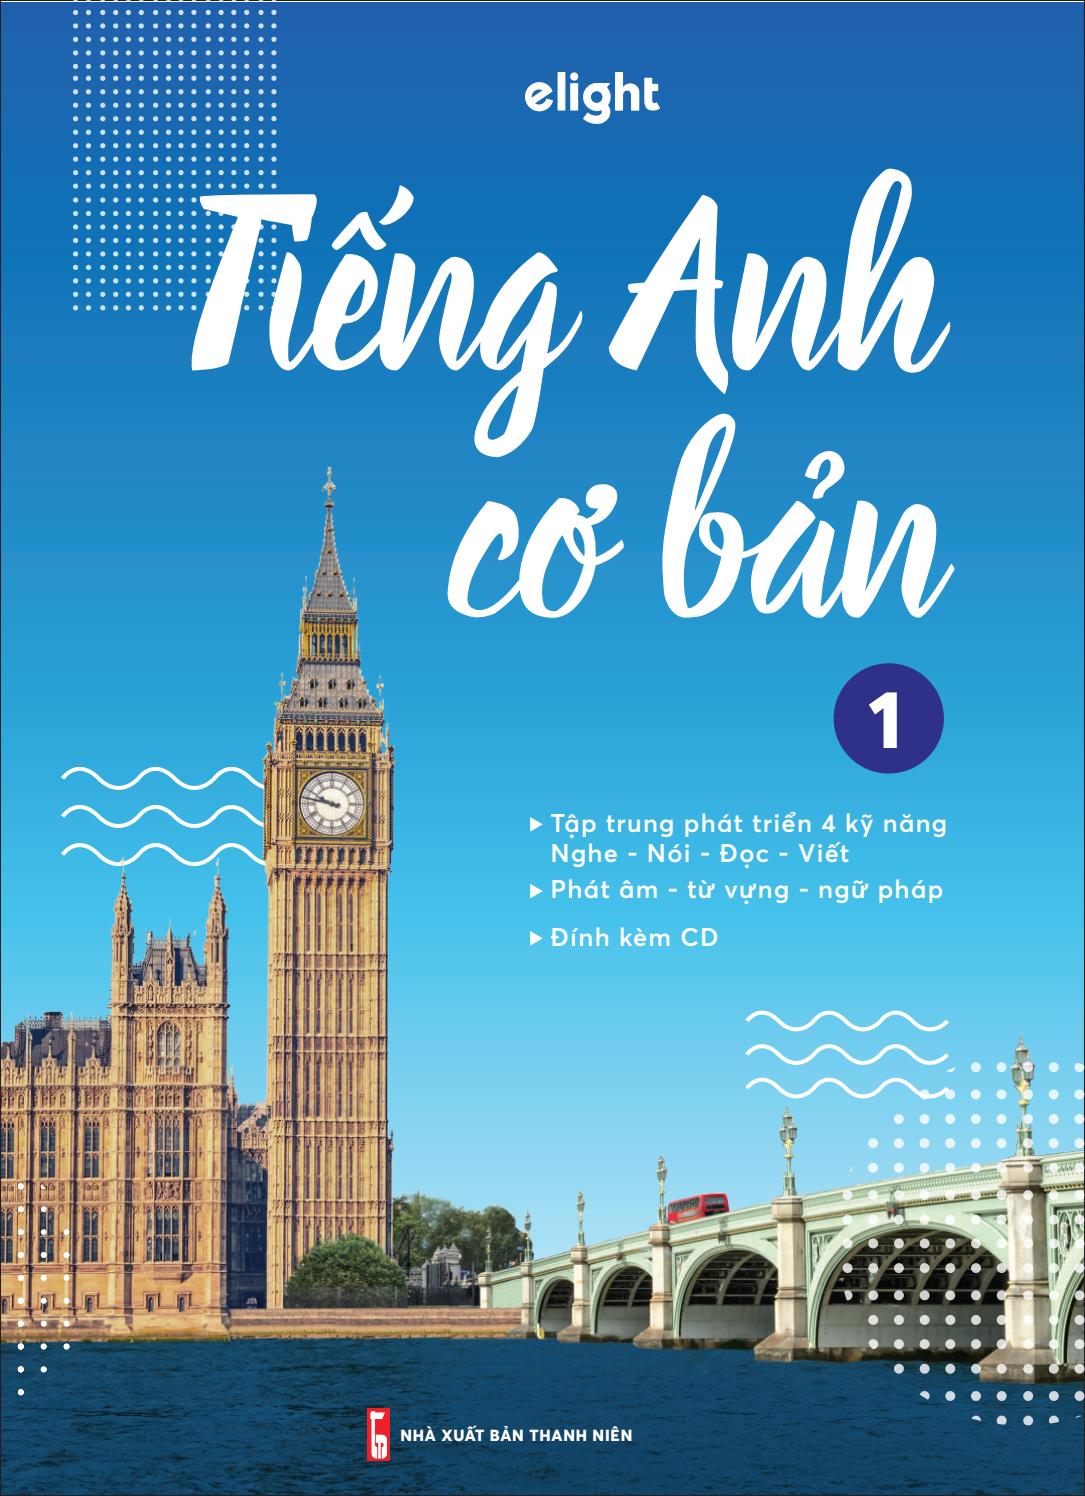 elight
Tiếng Anh
cơ bản
1
▶ Tập trung phát triển 4 kỹ năng
Nghe - Nói - Đọc - Viết
▶ Phát âm - từ vựng - ngữ pháp
▶ Đính kèm CD
NHÀ XUẤT BẢN THANH NIÊN